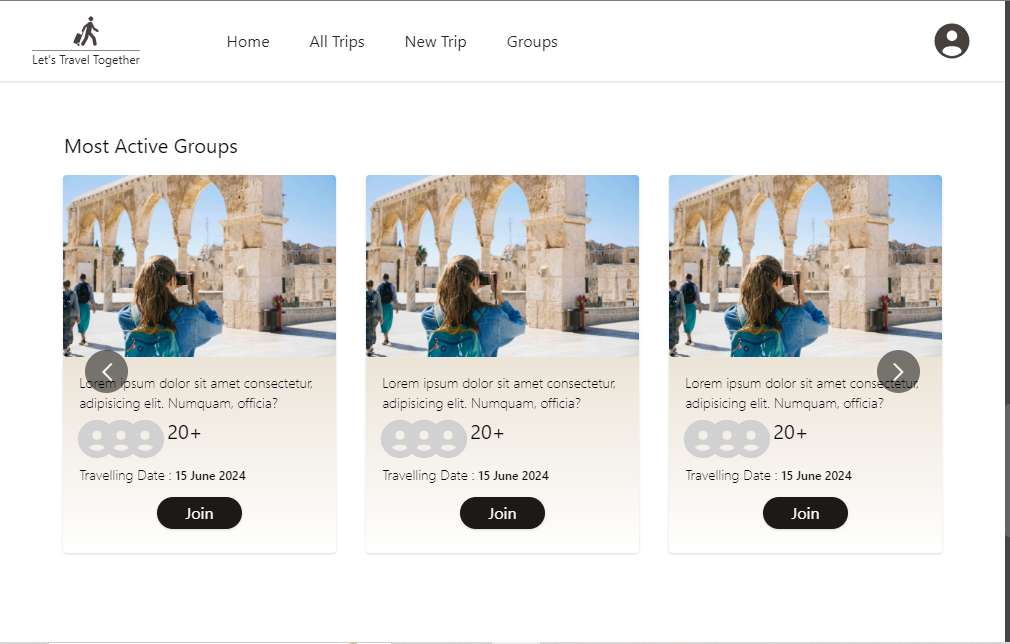 Let's Travel Together
Home
All Trips
New Trip
Groups
Most Active Groups
Lorem ipsum dolor sit amet consectetur,
adipisicing elit. Numquam, officia?
20+
Travelling Date : 15 June 2024
Join
Lorem ipsum dolor sit amet consectetur,
adipisicing elit. Numquam, officia?
20+
Travelling Date : 15 June 2024
Join
Lorem ipsum dolor sit amet consectetur,
adipisicing elit. Numquam, officia?
20+
Travelling Date : 15 June 2024
Join